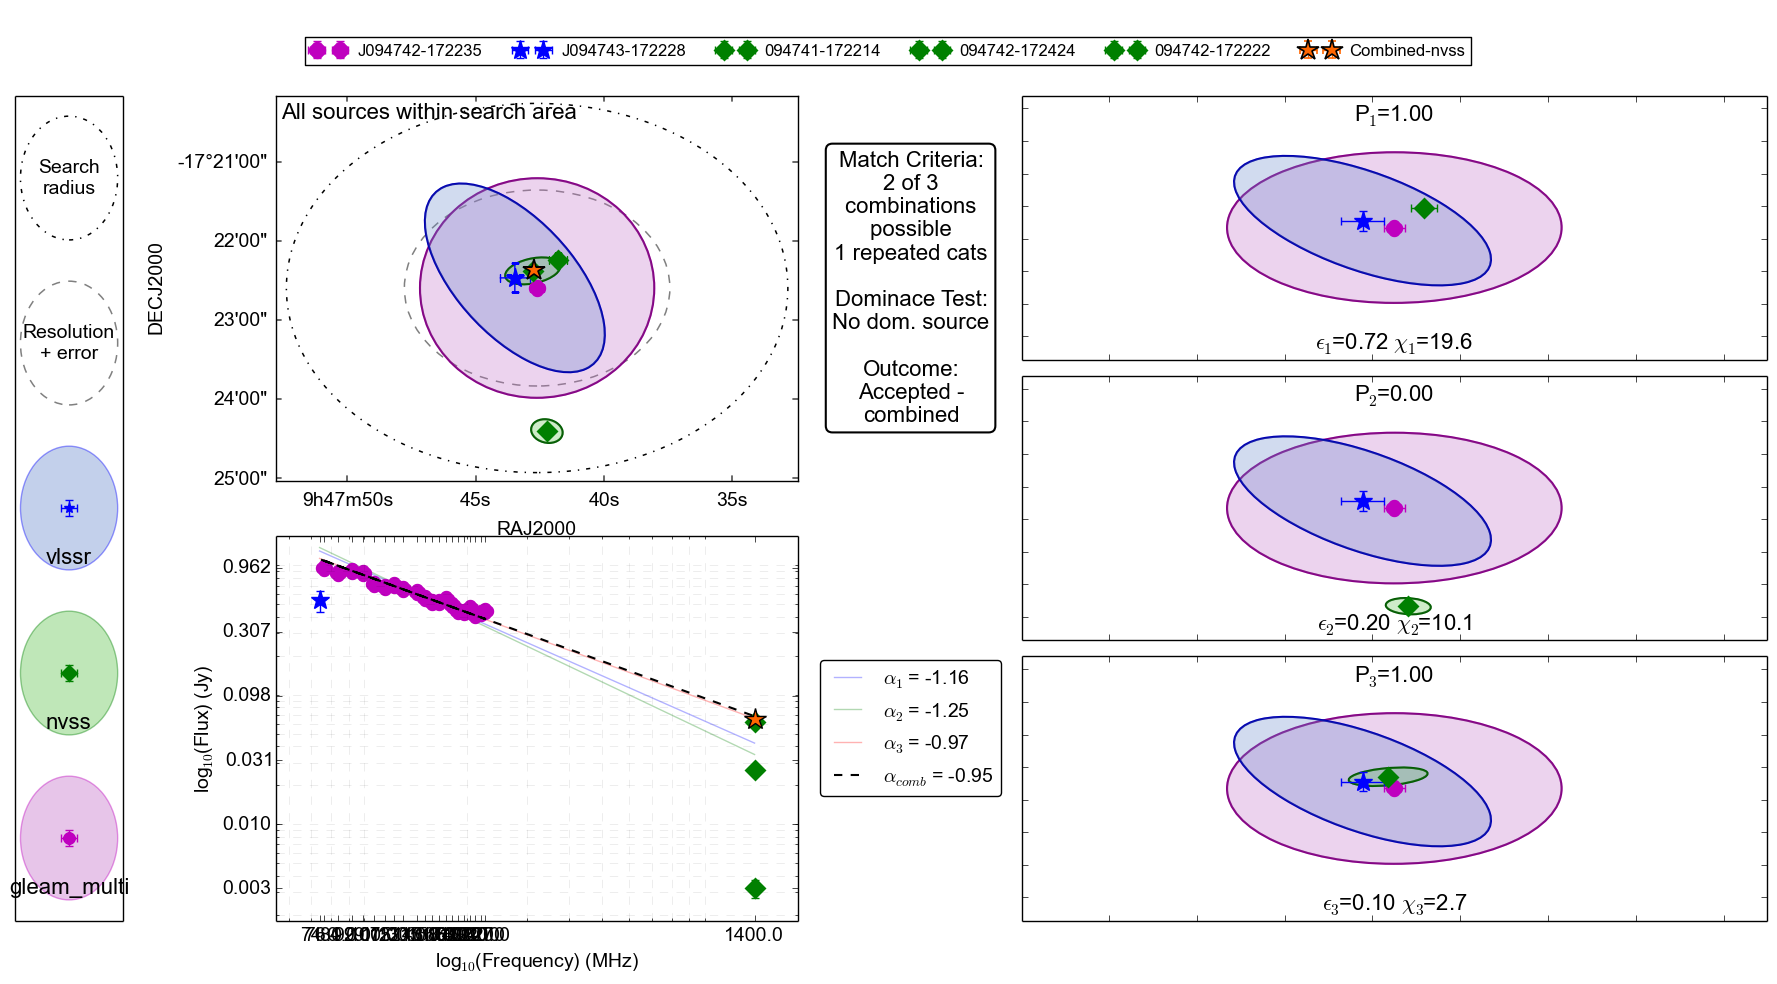 J094742-172235 J094743-172228 094741-172214 094742-172424 094742-172222 Combined-nvss
Search
radius
Resolution
+ error
vlssr
nvss
gleam_multi
All sources within search area
DECJ2000
-17°21'00"
22'00"
23'00"
24'00"
25'00"
9h47m50s 45s 40s 35s
RAJ2000
Match Criteria:
2 of 3
combinations
possible
1 repeated cats
Dominace Test:
No dom. source
Outcome:
Accepted -
combined
log10(Flux) (Jy)
0.962
0.307
0.098
0.031
0.010
0.003
1400.0
log10(Frequency) (MHz)
α1 = -1.16
α2 = -1.25
α3 = -0.97
αcomb = -0.95
P1=1.00
ϵ1=0.72 χ1=19.6
P2=0.00
ϵ2=0.20 χ2=10.1
P3=1.00
ϵ3=0.10 χ3=2.7